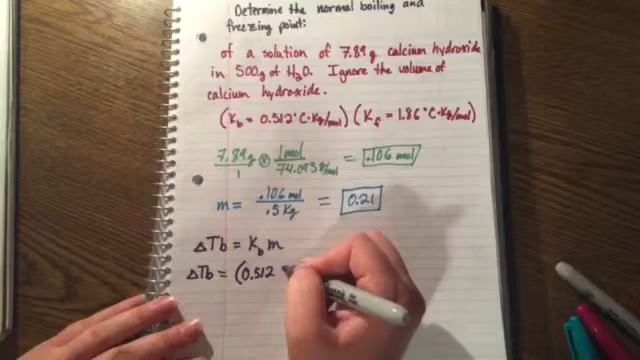 Determine the normal boiling and
freezing point:
of a solution of 7.89g calcium hydroxide
in 500g of H₂O. Ignore the volume of
calcium hydroxide.
(Kb = 0.512°C·Kg/mol) (Kf = 1.86°C·Kg/mol)
7.89g/1 ⊗ 1mol/74.093g/mol = .106 mol
m = .106 mol/.5 Kg = 0.21
ΔTb = Kb m
ΔTb = (0.512